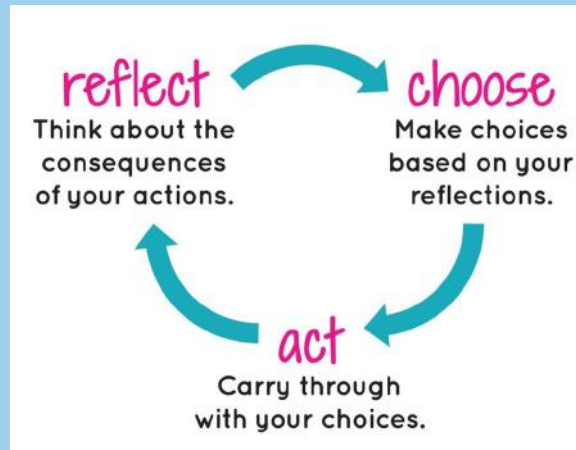 reflect
Think about the
consequences
of your actions.
choose
Make choices
based on your
reflections.
act
Carry through
with your choices.